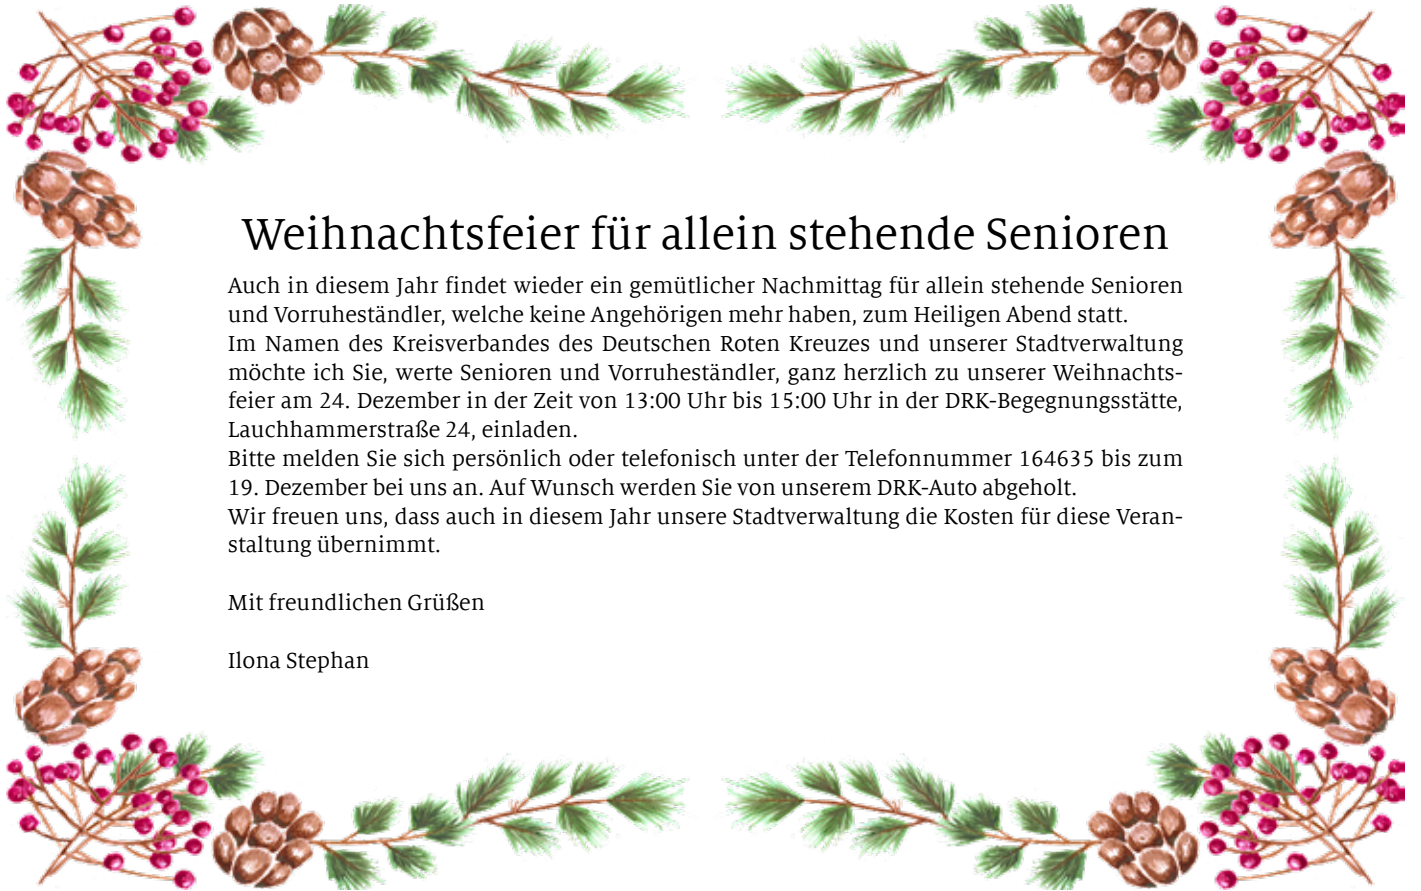 Weihnachtsfeier für allein stehende Senioren
Auch in diesem Jahr findet wieder ein gemütlicher Nachmittag für allein stehende Senioren
und Vorruheständler, welche keine Angehörigen mehr haben, zum Heiligen Abend statt.
Im Namen des Kreisverbandes des Deutschen Roten Kreuzes und unserer Stadtverwaltung
möchte ich Sie, werte Senioren und Vorruheständler, ganz herzlich zu unserer Weihnachts-
feier am 24. Dezember in der Zeit von 13:00 Uhr bis 15:00 Uhr in der DRK-Begegnungsstätte,
Lauchhammerstraße 24, einladen.
Bitte melden Sie sich persönlich oder telefonisch unter der Telefonnummer 164635 bis zum
19. Dezember bei uns an. Auf Wunsch werden Sie von unserem DRK-Auto abgeholt.
Wir freuen uns, dass auch in diesem Jahr unsere Stadtverwaltung die Kosten für diese Veran-
staltung übernimmt.
Mit freundlichen Grüßen
Ilona Stephan